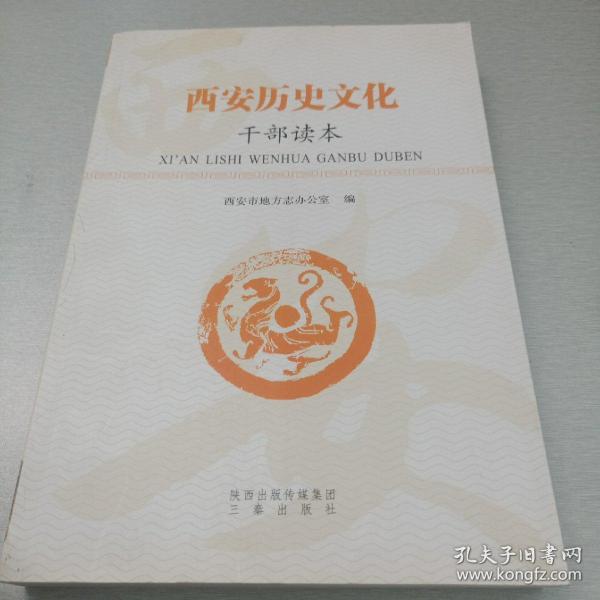 西安
西安历史文化
干部读本
XI'AN LISHI WENHUA GANBU DUBEN
西安市地方志办公室 编
陕西出版传媒集团
三秦出版社
孔夫子旧书网
www.kongfz.com